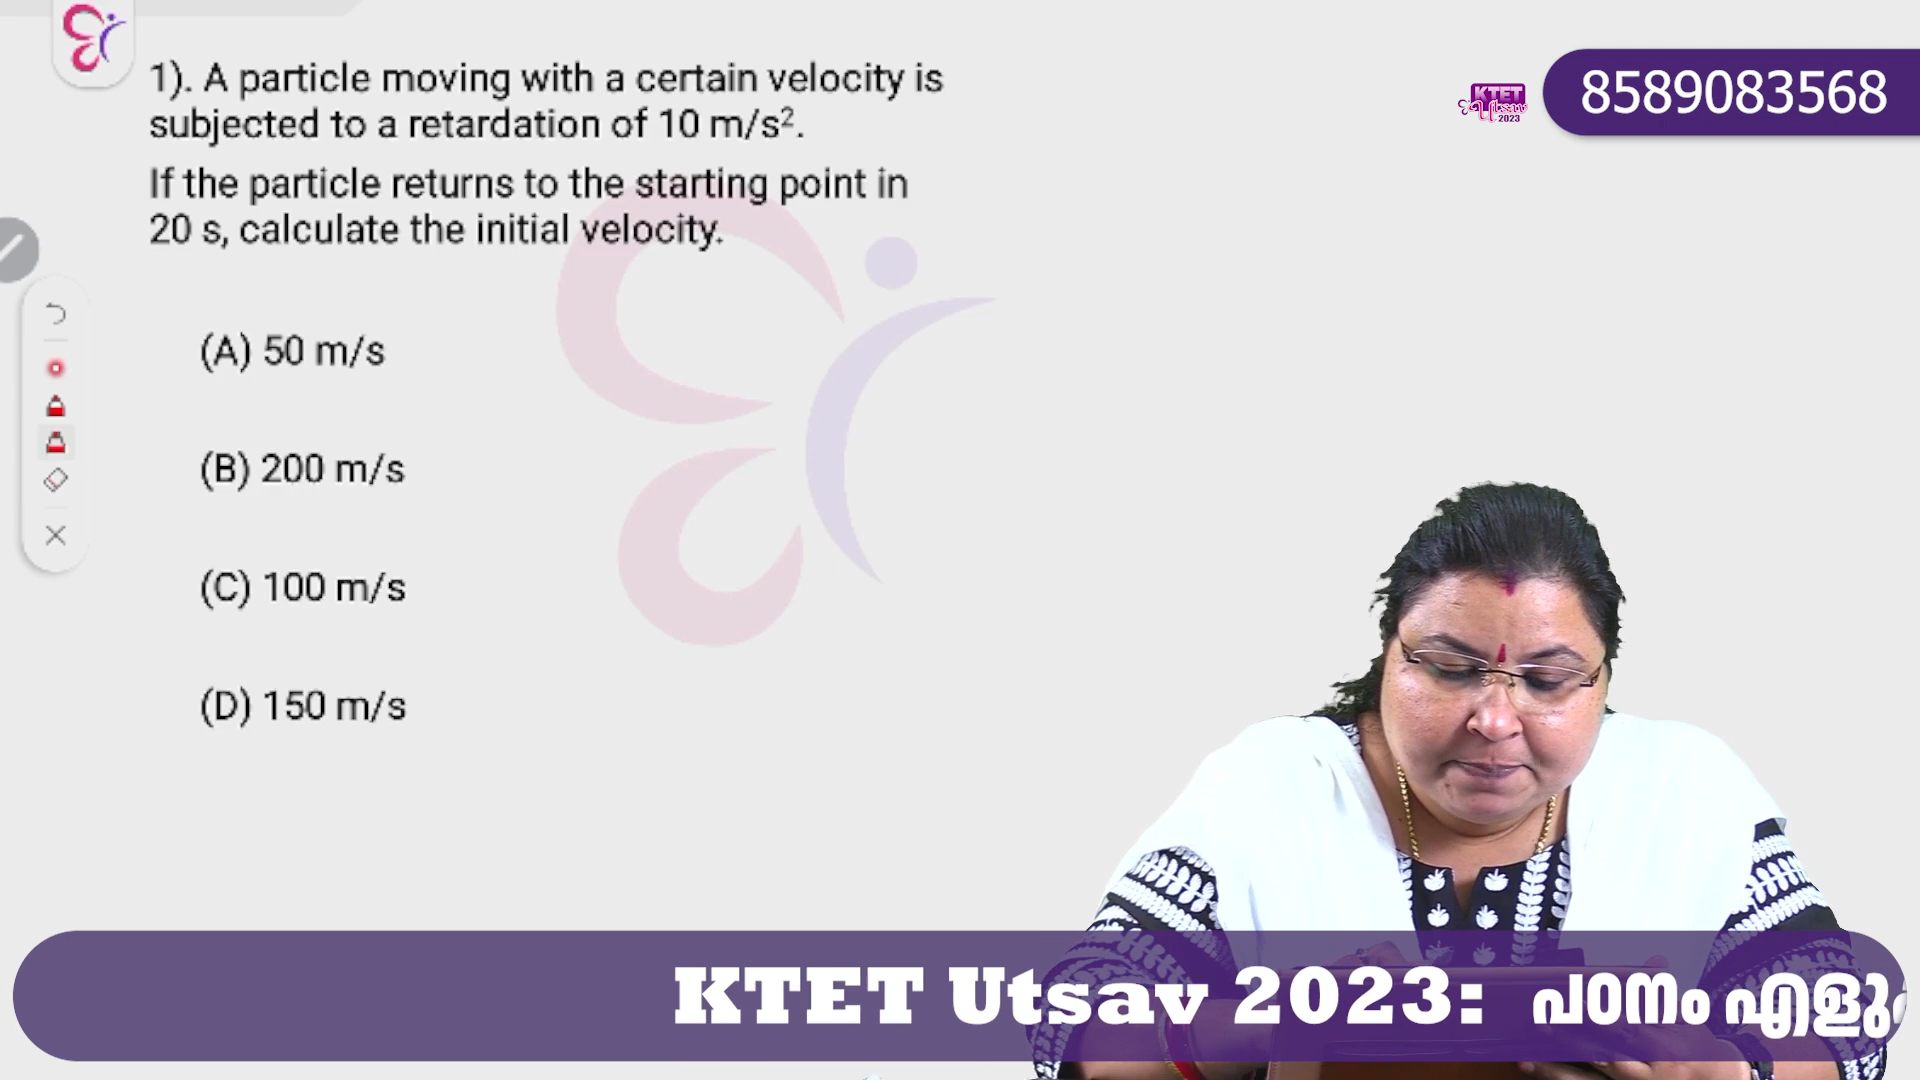 1). A particle moving with a certain velocity is
subjected to a retardation of 10 m/s².
If the particle returns to the starting point in
20 s, calculate the initial velocity.
(A) 50 m/s
(B) 200 m/s
(C) 100 m/s
(D) 150 m/s
KTET
Utsav
2023
8589083568
KTET Utsav 2023: പഠനം